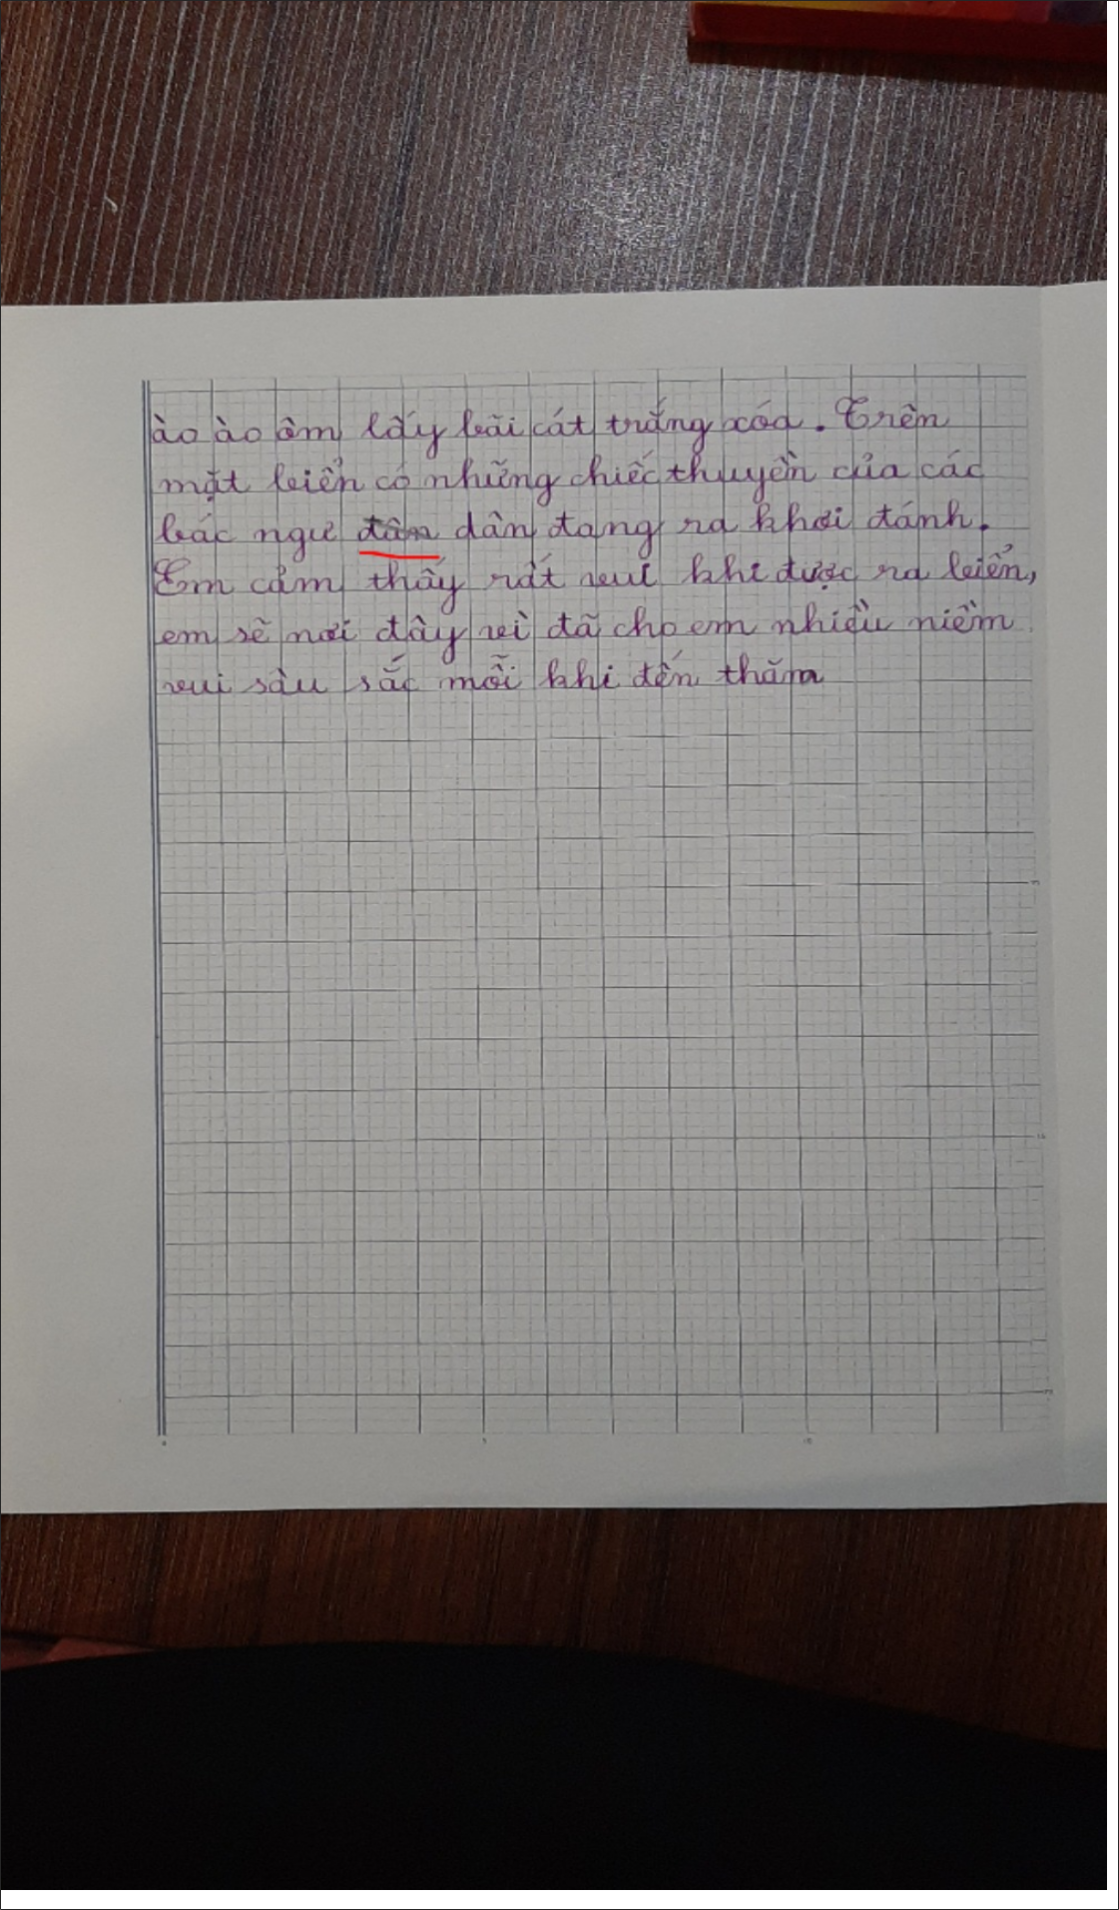 ào ào ôm lấy bãi cát trắng xóa. Trên
mặt biển có những chiếc thuyền của các
bác ngư đân dân đang ra khơi đánh.
Em cảm thấy rất vui khi được ra biển,
em sẽ nơi đây vì đã cho em nhiều niềm
vui sâu sắc mỗi khi đến thăm